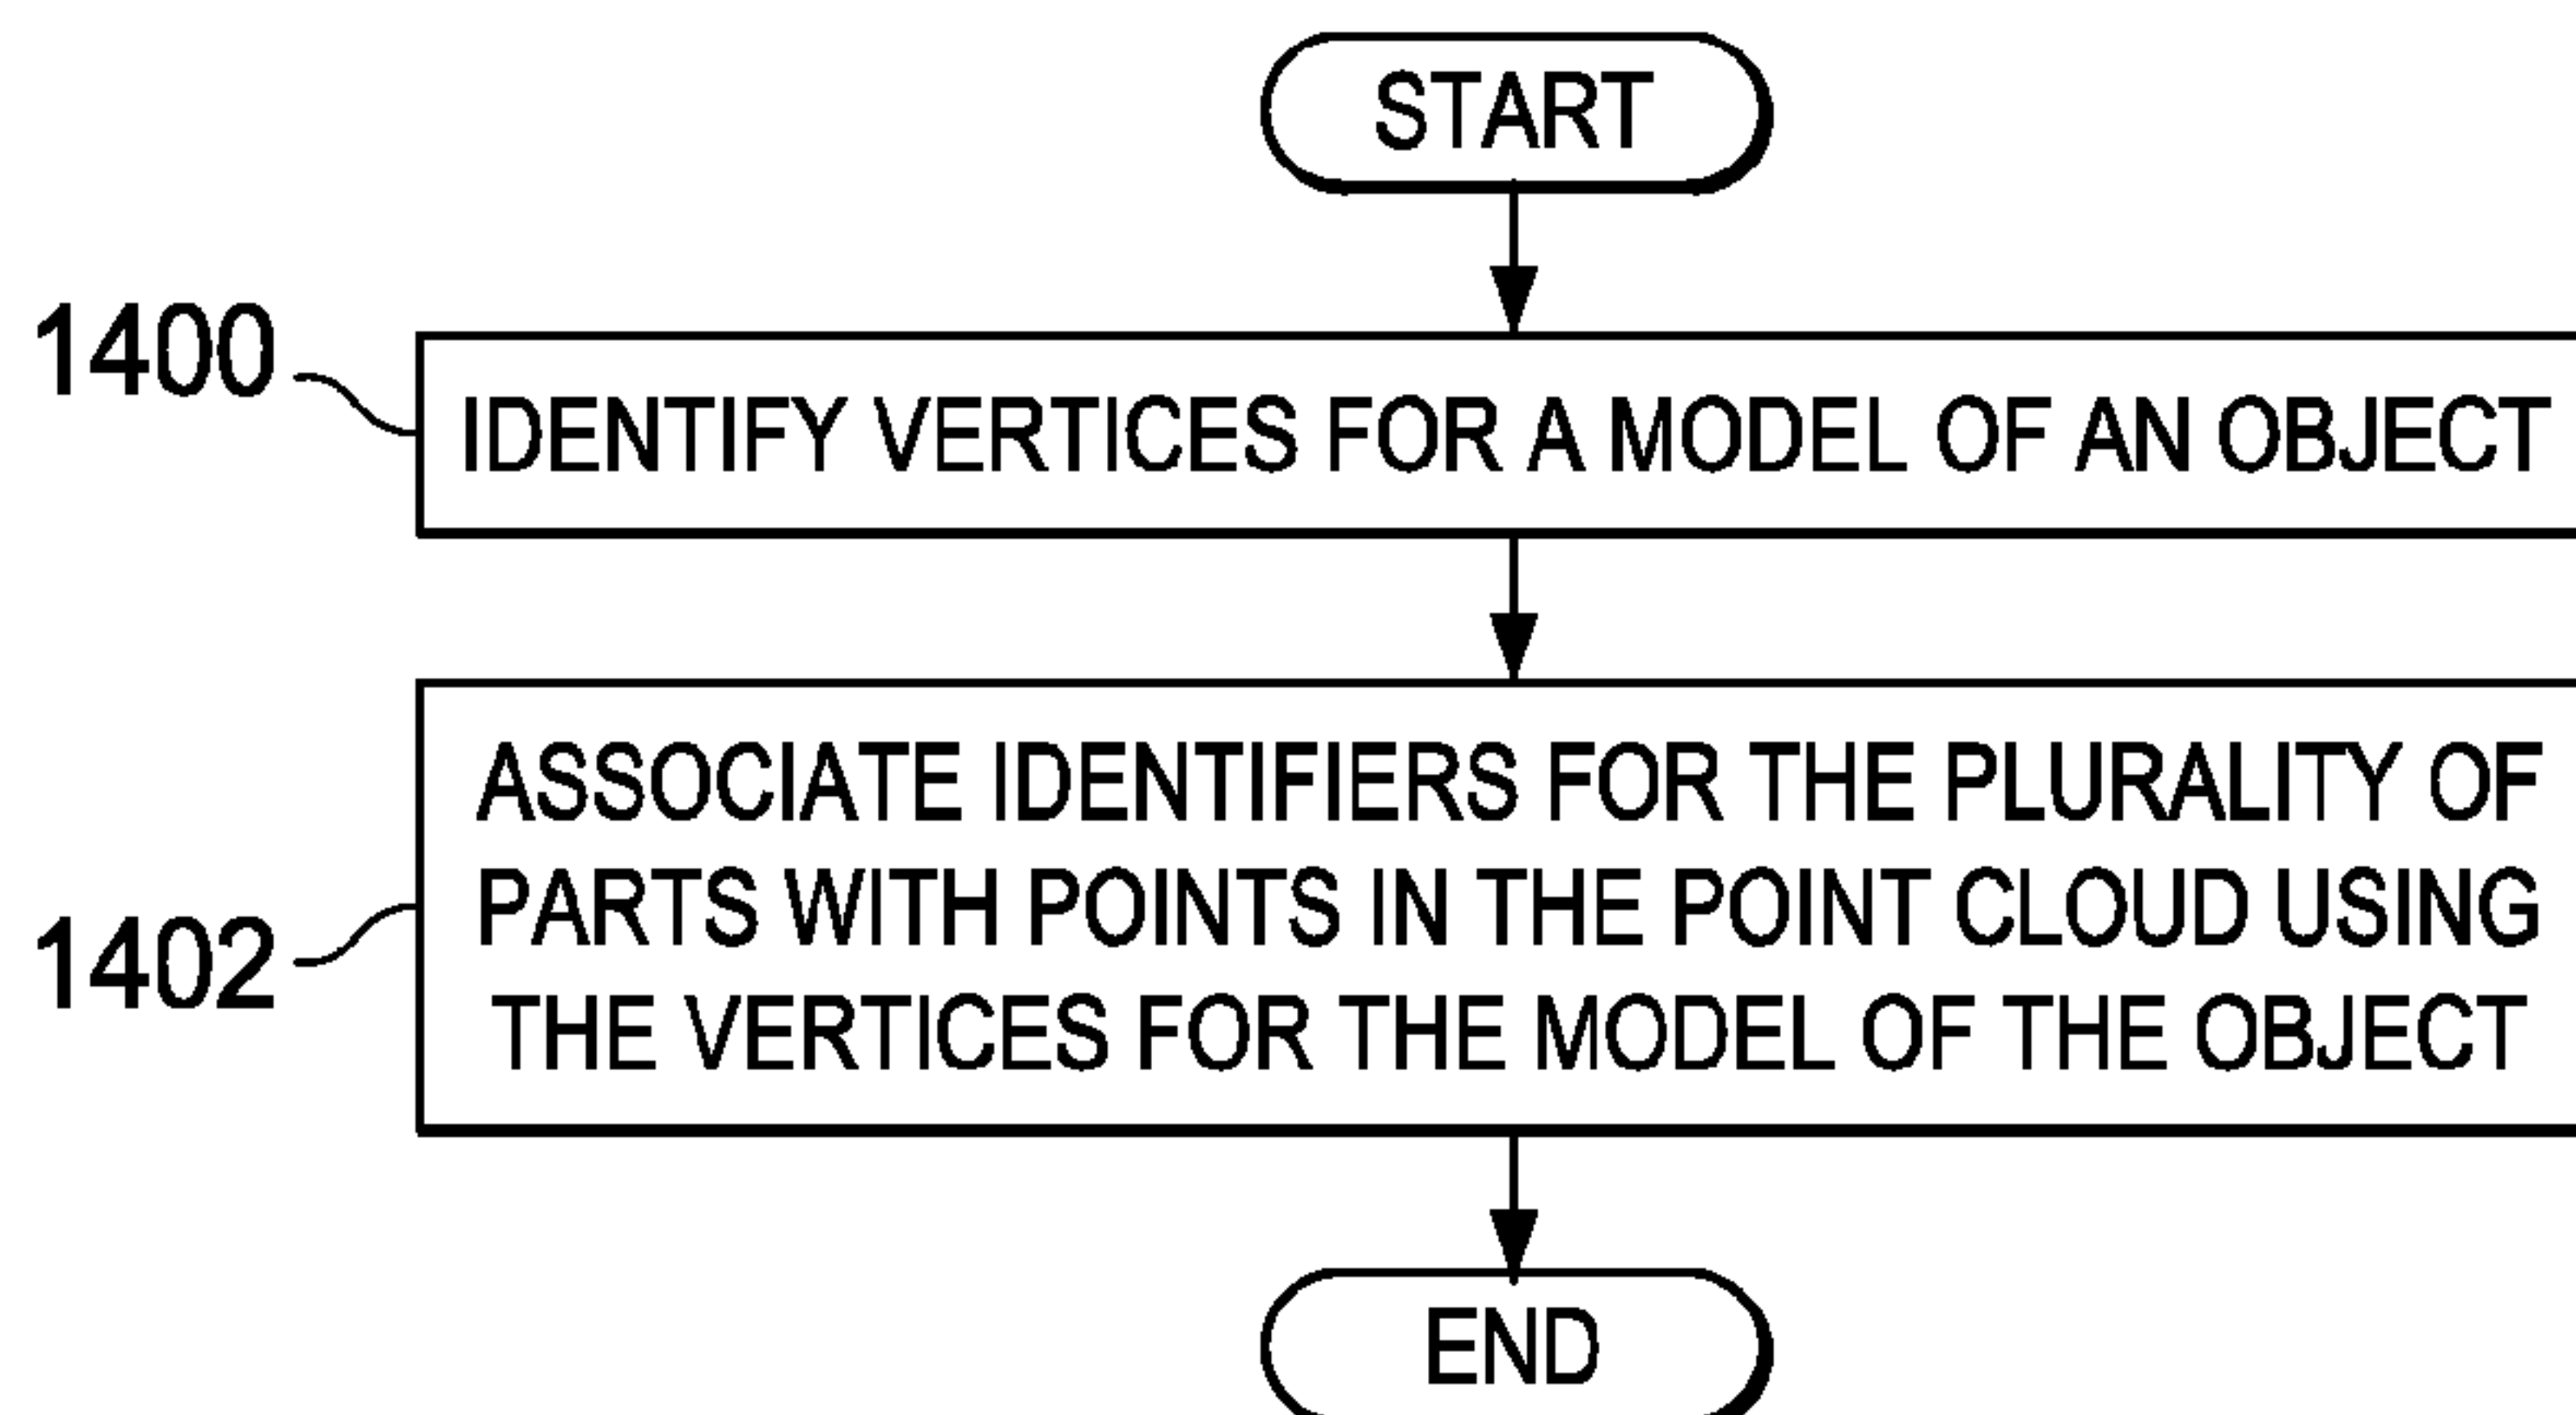 START
1400
IDENTIFY VERTICES FOR A MODEL OF AN OBJECT
ASSOCIATE IDENTIFIERS FOR THE PLURALITY OF
PARTS WITH POINTS IN THE POINT CLOUD USING
1402
THE VERTICES FOR THE MODEL OF THE OBJECT
END